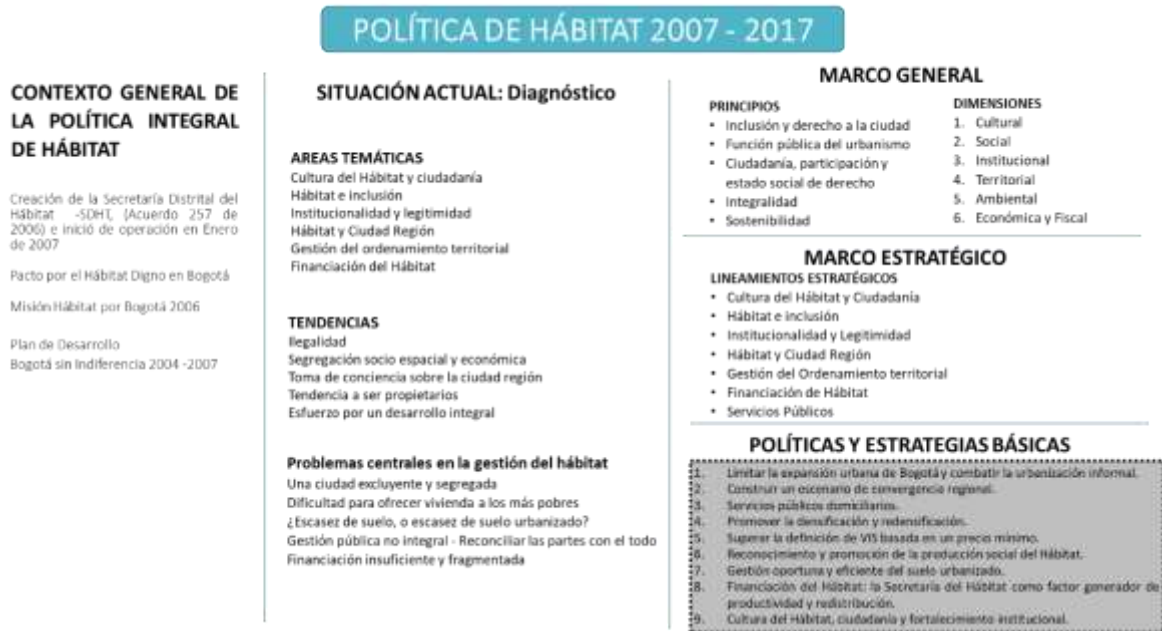 POLÍTICA DE HÁBITAT 2007 - 2017
CONTEXTO GENERAL DE
LA POLÍTICA INTEGRAL
DE HÁBITAT
Creación de la Secretaría Distrital del
Hábitat -SDHT, (Acuerdo 257 de
2006) e inició de operación en Enero
de 2007
Pacto por el Hábitat Digno en Bogotá
Misión Hábitat por Bogotá 2006
Plan de Desarrollo
Bogotá sin Indiferencia 2004 -2007
SITUACIÓN ACTUAL: Diagnóstico
AREAS TEMÁTICAS
Cultura del Hábitat y ciudadanía
Hábitat e inclusión
Institucionalidad y legitimidad
Hábitat y Ciudad Región
Gestión del ordenamiento territorial
Financiación del Hábitat
TENDENCIAS
Ilegalidad
Segregación socio espacial y económica
Toma de conciencia sobre la ciudad región
Tendencia a ser propietarios
Esfuerzo por un desarrollo integral
Problemas centrales en la gestión del hábitat
Una ciudad excluyente y segregada
Dificultad para ofrecer vivienda a los más pobres
¿Escasez de suelo, o escasez de suelo urbanizado?
Gestión pública no integral - Reconciliar las partes con el todo
Financiación insuficiente y fragmentada
MARCO GENERAL
PRINCIPIOS
• Inclusión y derecho a la ciudad
• Función pública del urbanismo
• Ciudadanía, participación y
estado social de derecho
• Integralidad
• Sostenibilidad
DIMENSIONES
1. Cultural
2. Social
3. Institucional
4. Territorial
5. Ambiental
6. Económica y Fiscal
MARCO ESTRATÉGICO
LINEAMIENTOS ESTRATÉGICOS
• Cultura del Hábitat y Ciudadanía
• Hábitat e inclusión
• Institucionalidad y Legitimidad
• Hábitat y Ciudad Región
• Gestión del Ordenamiento territorial
• Financiación de Hábitat
• Servicios Públicos
POLÍTICAS Y ESTRATEGIAS BÁSICAS
1. Limitar la expansión urbana de Bogotá y combatir la urbanización informal.
2. Construir un escenario de convergencia regional.
3. Servicios públicos domiciliarios.
4. Promover la densificación y redensificación.
5. Superar la definición de VIS basada en un precio mínimo.
6. Reconocimiento y promoción de la producción social del Hábitat.
7. Gestión oportuna y eficiente del suelo urbanizado.
8. Financiación del Hábitat: la Secretaría del Hábitat como factor generador de
productividad y redistribución.
9. Cultura del Hábitat, ciudadanía y fortalecimiento institucional.